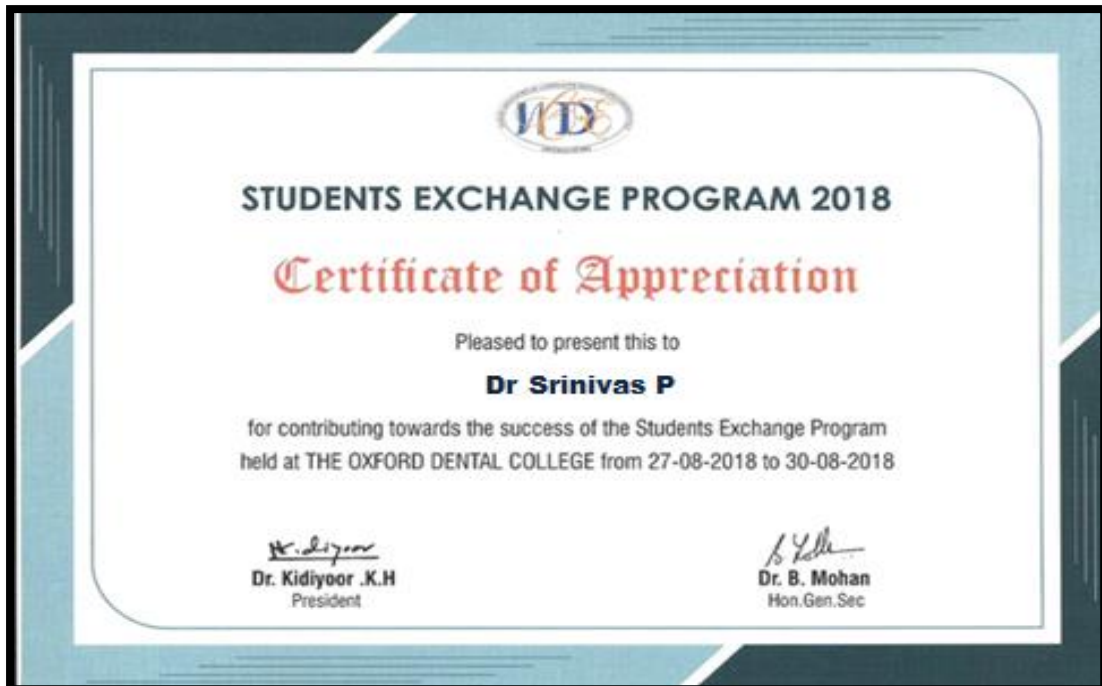 STUDENTS EXCHANGE PROGRAM 2018
Certificate of Appreciation
Pleased to present this to
Dr Srinivas P
for contributing towards the success of the Students Exchange Program
held at THE OXFORD DENTAL COLLEGE from 27-08-2018 to 30-08-2018
Dr. Kidiyoor .K.H
President
Dr. B. Mohan
Hon.Gen.Sec